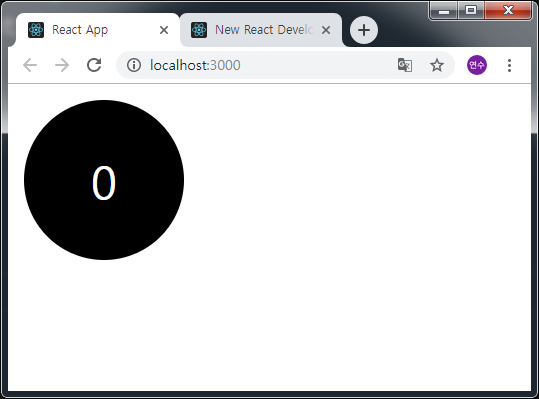 React App
New React Develo
localhost:3000
연수
0